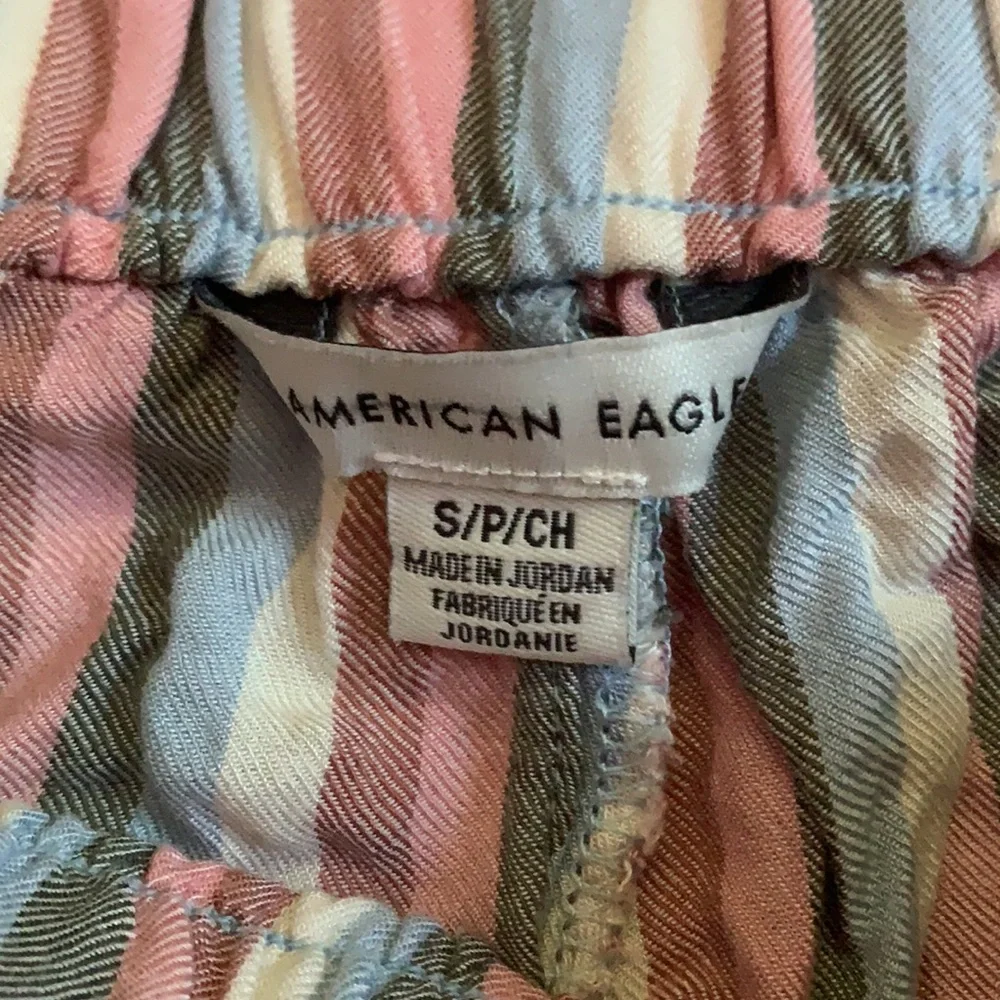 AMERICAN EAGLE
S/P/CH
MADE IN JORDAN
FABRIQUÉ EN
JORDANIE